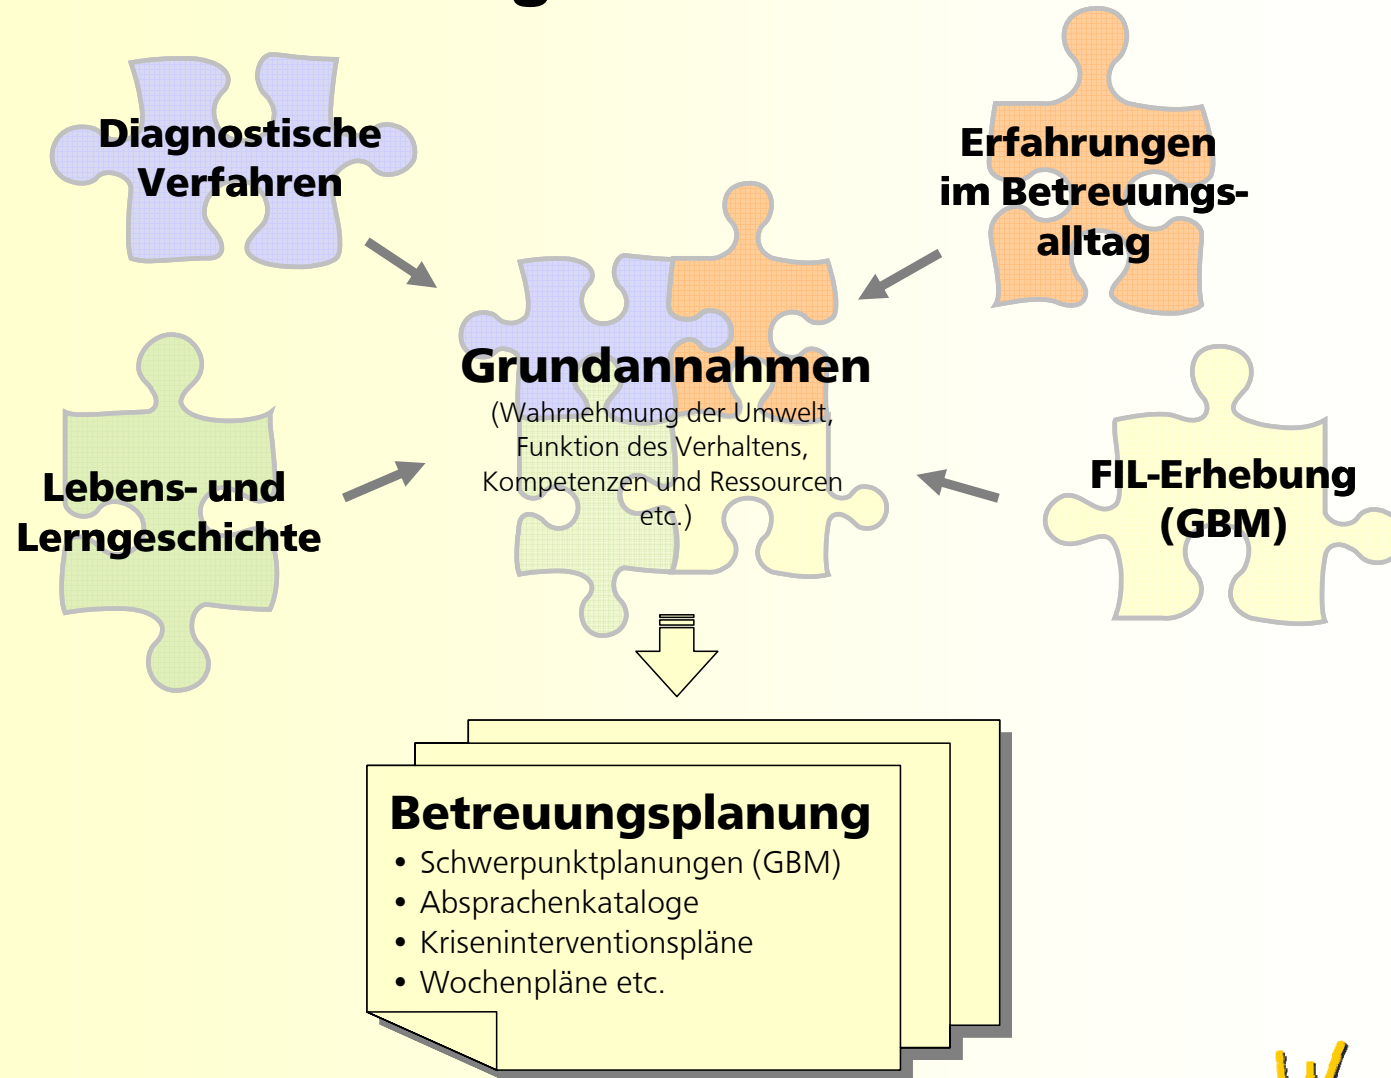 Diagnostische
Verfahren
Erfahrungen
im Betreuungs-
alltag
Grundannahmen
(Wahrnehmung der Umwelt,
Funktion des Verhaltens,
Kompetenzen und Ressourcen
etc.)
Lebens- und
Lerngeschichte
FIL-Erhebung
(GBM)
Betreuungsplanung
• Schwerpunktplanungen (GBM)
• Absprachenkataloge
• Kriseninterventionspläne
• Wochenpläne etc.